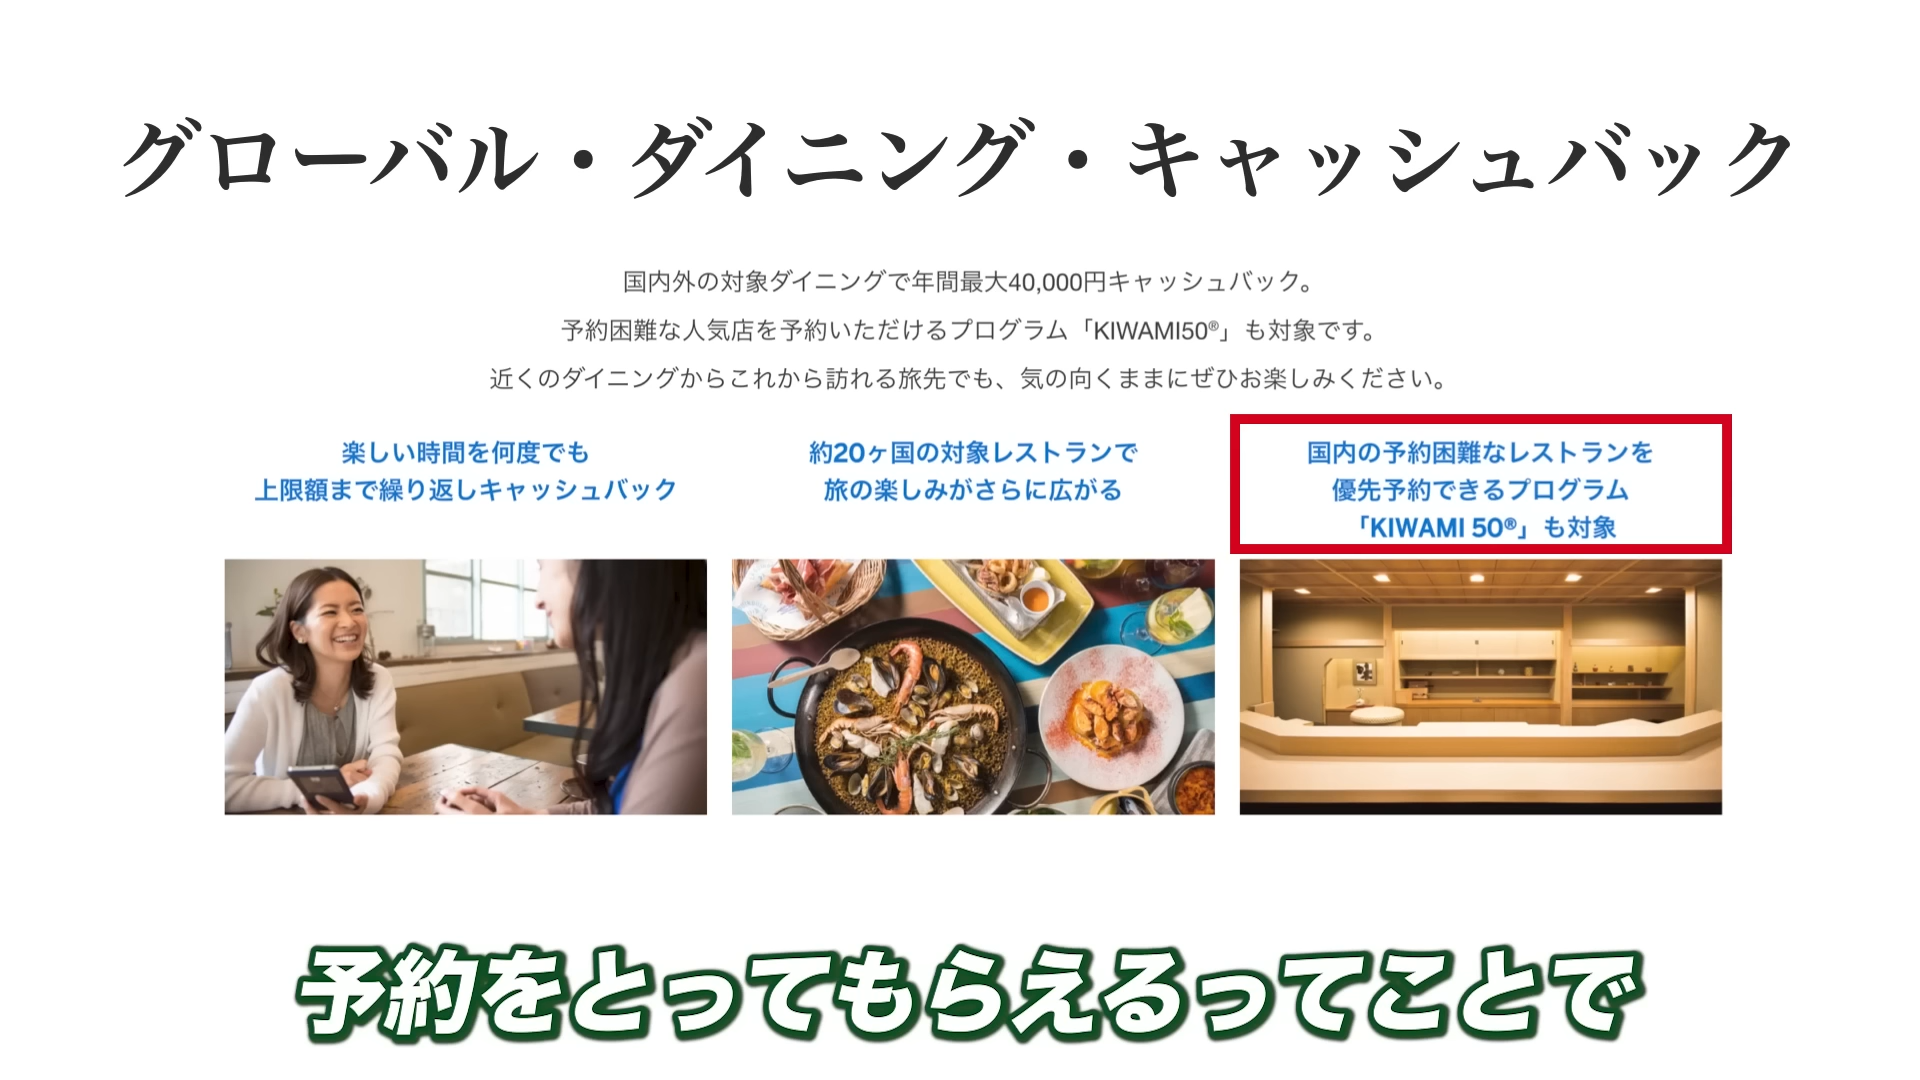 グローバル・ダイニング・キャッシュバック
国内外の対象ダイニングで年間最大40,000円キャッシュバック。
予約困難な人気店を予約いただけるプログラム「KIWAMI50®」も対象です。
近くのダイニングからこれから訪れる旅先でも、気の向くままにぜひお楽しみください。
楽しい時間を何度でも
上限額まで繰り返しキャッシュバック
約20ヶ国の対象レストランで
旅の楽しみがさらに広がる
国内の予約困難なレストランを
優先予約できるプログラム
「KIWAMI 50®」も対象
予約をとってもらえるってことで